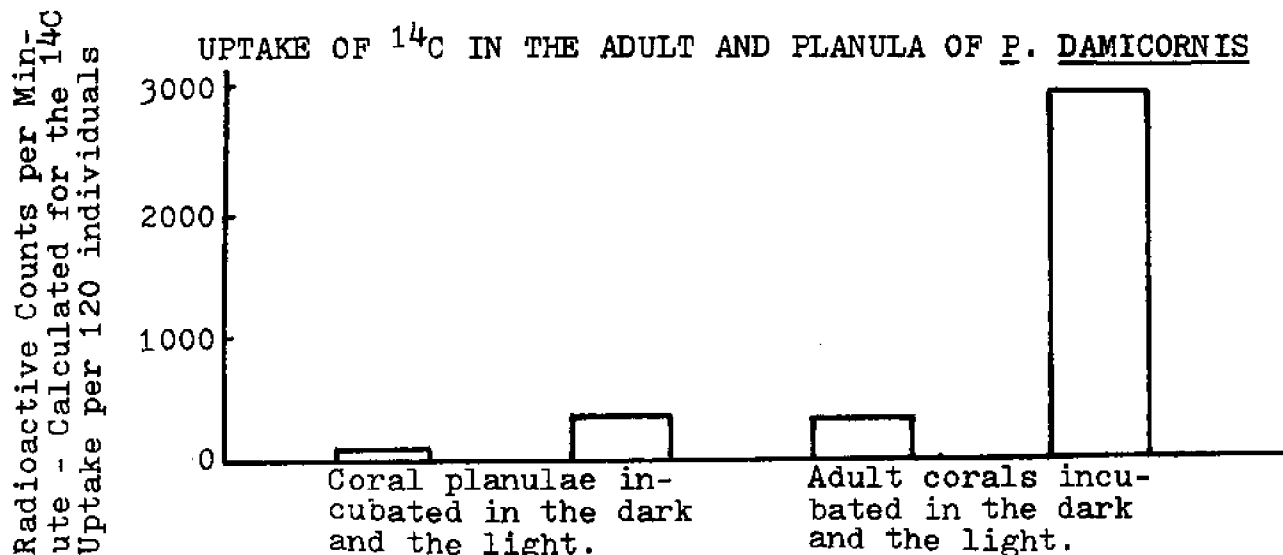 UPTAKE OF ¹⁴C IN THE ADULT AND PLANULA OF P. DAMICORNIS
Radioactive Counts per Min-
ute - Calculated for the ¹⁴C
Uptake per 120 individuals
3000
2000
1000
0
Coral planulae in-
cubated in the dark
and the light.
Adult corals incu-
bated in the dark
and the light.